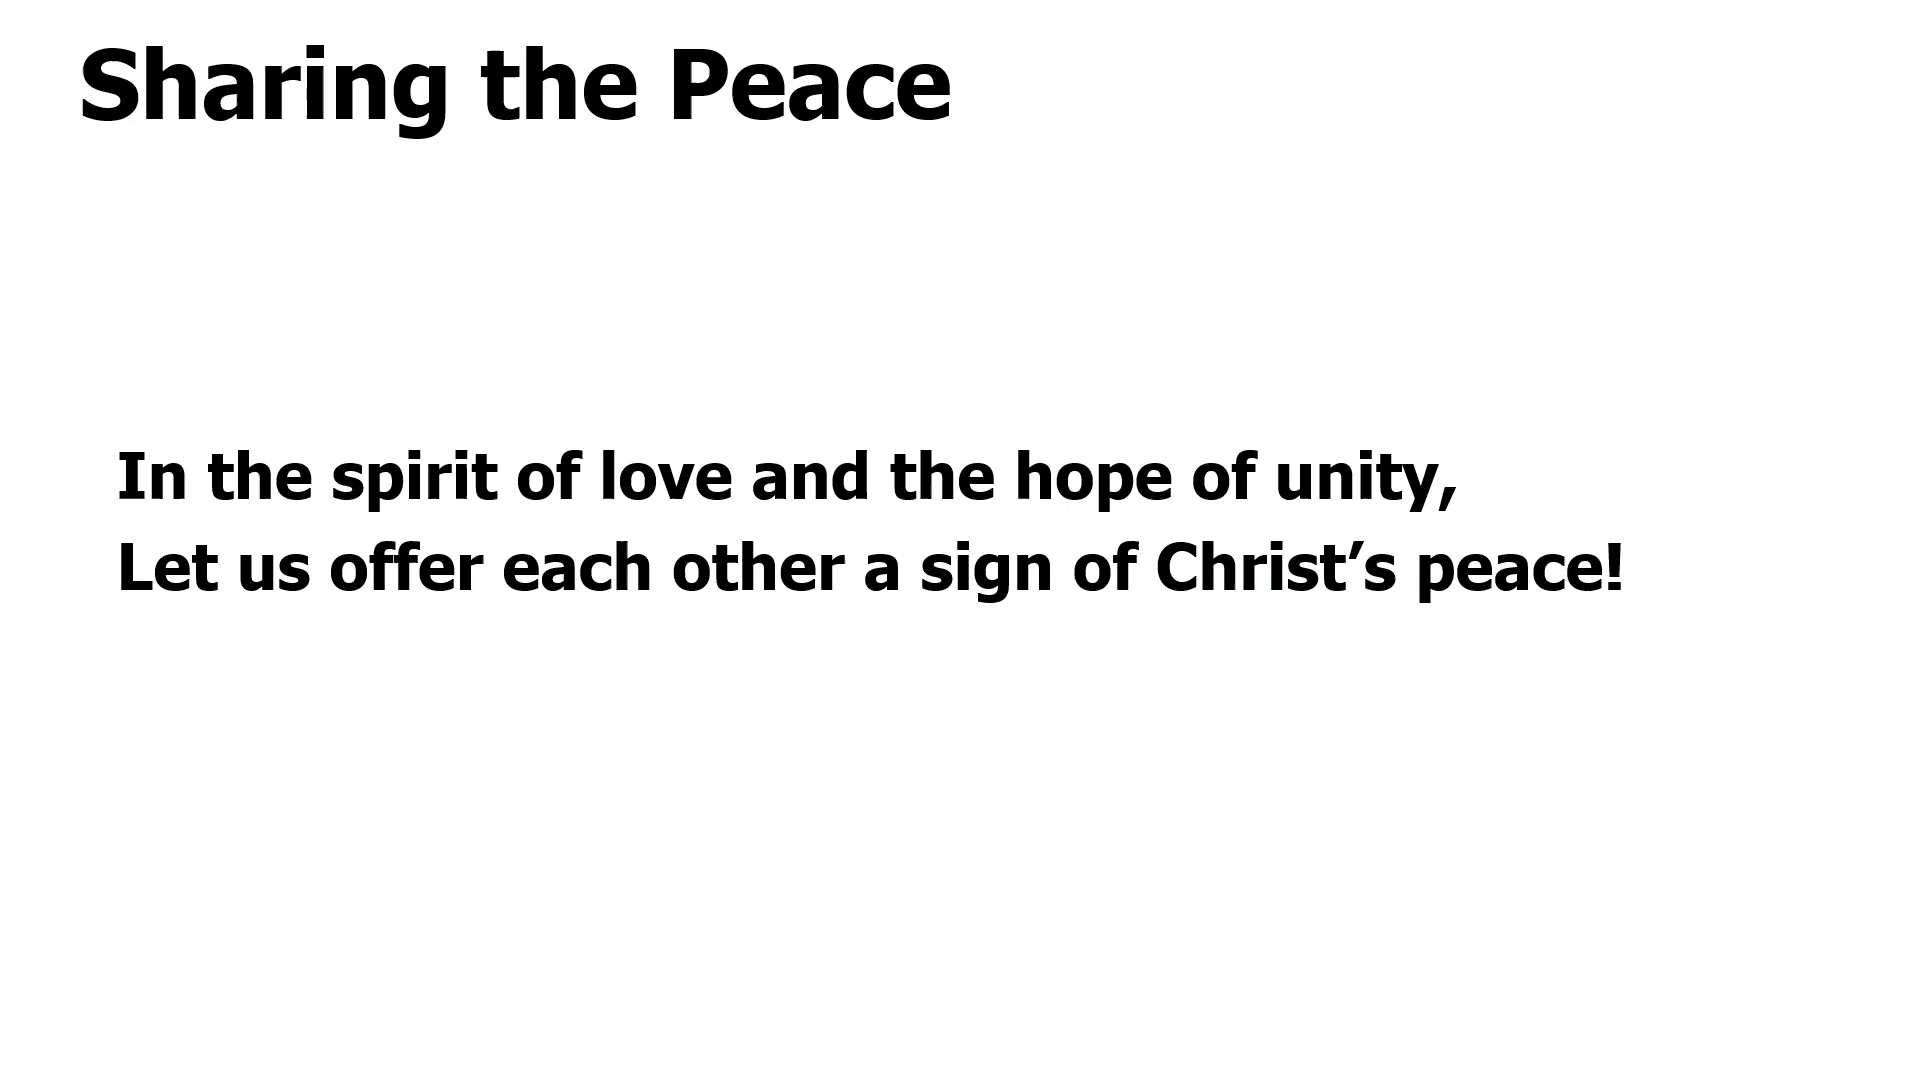 Sharing the Peace
In the spirit of love and the hope of unity,
Let us offer each other a sign of Christ’s peace!